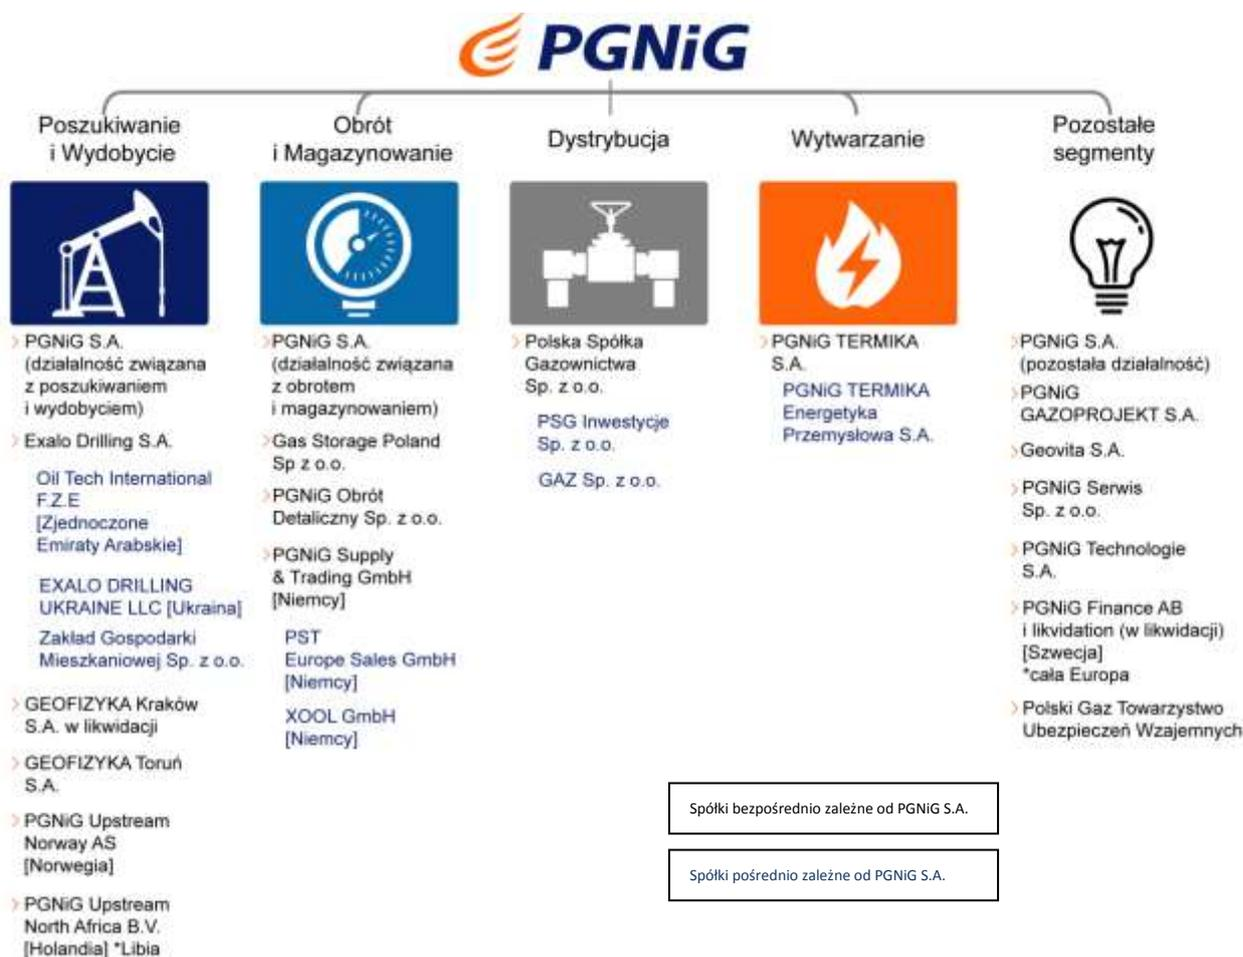 PGNiG
Poszukiwanie
i Wydobycie
Obrót
i Magazynowanie
Dystrybucja
Wytwarzanie
Pozostałe
segmenty
PGNiG S.A.
(działalność związana
z poszukiwaniem
i wydobyciem)
Exalo Drilling S.A.
Oil Tech International
F.Z.E
[Zjednoczone
Emiraty Arabskie]
EXALO DRILLING
UKRAINE LLC [Ukraina]
Zakład Gospodarki
Mieszkaniowej Sp. z o.o.
GEOFIZYKA Kraków
S.A. w likwidacji
GEOFIZYKA Toruń
S.A.
PGNiG Upstream
Norway AS
[Norwegia]
PGNiG Upstream
North Africa B.V.
[Holandia] *Libia
PGNiG S.A.
(działalność związana
z obrotem
i magazynowaniem)
Gas Storage Poland
Sp z o.o.
PGNiG Obrót
Detaliczny Sp. z o.o.
PGNiG Supply
& Trading GmbH
[Niemcy]
PST
Europe Sales GmbH
[Niemcy]
XOOL GmbH
[Niemcy]
Polska Spółka
Gazownictwa
Sp. z o.o.
PSG Inwestycje
Sp. z o.o.
GAZ Sp. z o.o.
PGNiG TERMIKA
S.A.
PGNiG TERMIKA
Energetyka
Przemysłowa S.A.
PGNiG S.A.
(pozostała działalność)
PGNiG
GAZOPROJEKT S.A.
Geovita S.A.
PGNiG Serwis
Sp. z o.o.
PGNiG Technologie
S.A.
PGNiG Finance AB
i likvidation (w likwidacji)
[Szwecja]
*cała Europa
Polski Gaz Towarzystwo
Ubezpieczeń Wzajemnych
Spółki bezpośrednio zależne od PGNiG S.A.
Spółki pośrednio zależne od PGNiG S.A.